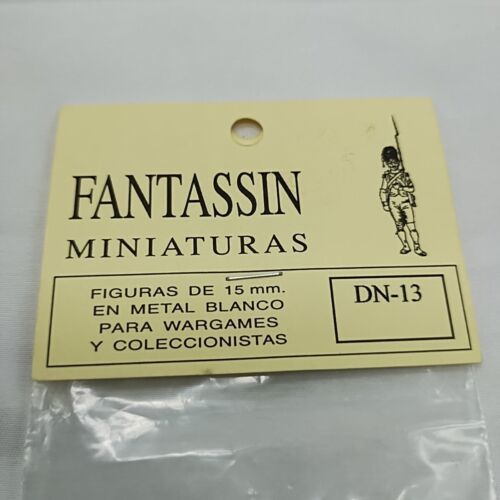 FANTASSIN
MINIATURAS
FIGURAS DE 15 mm.
EN METAL BLANCO
PARA WARGAMES
Y COLECCIONISTAS
DN-13